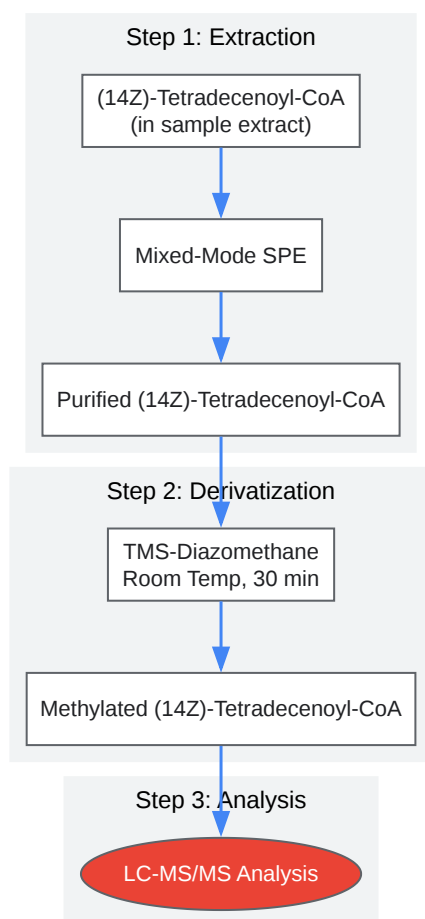 Step 1: Extraction
(14Z)-Tetradecenoyl-CoA
(in sample extract)
Mixed-Mode SPE
Purified (14Z)-Tetradecenoyl-CoA
Step 2: Derivatization
TMS-Diazomethane
Room Temp, 30 min
Methylated (14Z)-Tetradecenoyl-CoA
Step 3: Analysis
LC-MS/MS Analysis